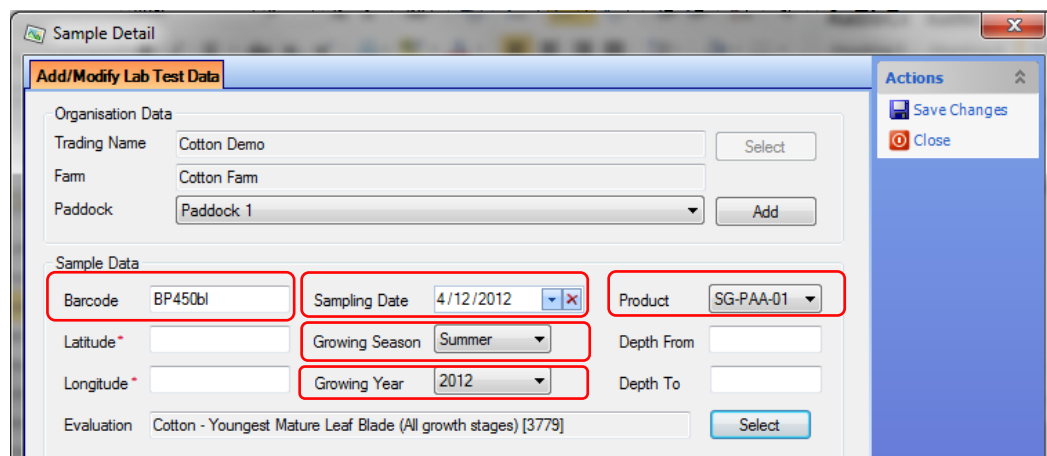 Sample Detail
Add/Modify Lab Test Data
Organisation Data
Trading Name Cotton Demo Select
Farm Cotton Farm
Paddock Paddock 1 Add
Sample Data
Barcode BP450bl Sampling Date 4/12/2012 Product SG-PAA-01
Latitude* Growing Season Summer Depth From
Longitude* Growing Year 2012 Depth To
Evaluation Cotton - Youngest Mature Leaf Blade (All growth stages) [3779] Select
Actions
Save Changes
Close